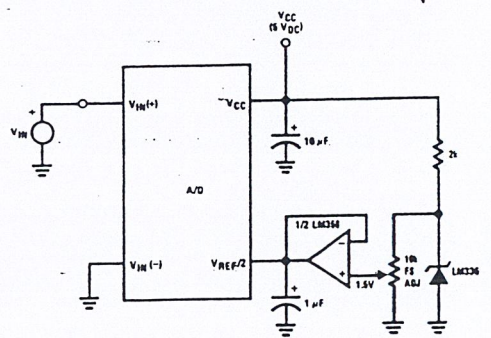 VCC
(5 VDC)
VIN(+)
VCC
+
VIN
+
10 µF
2k
A/D
1/2 LM358
VIN(-)
VREF/2
-
+
1.5V
10k
FS
ADJ
LM336
+
1 µF